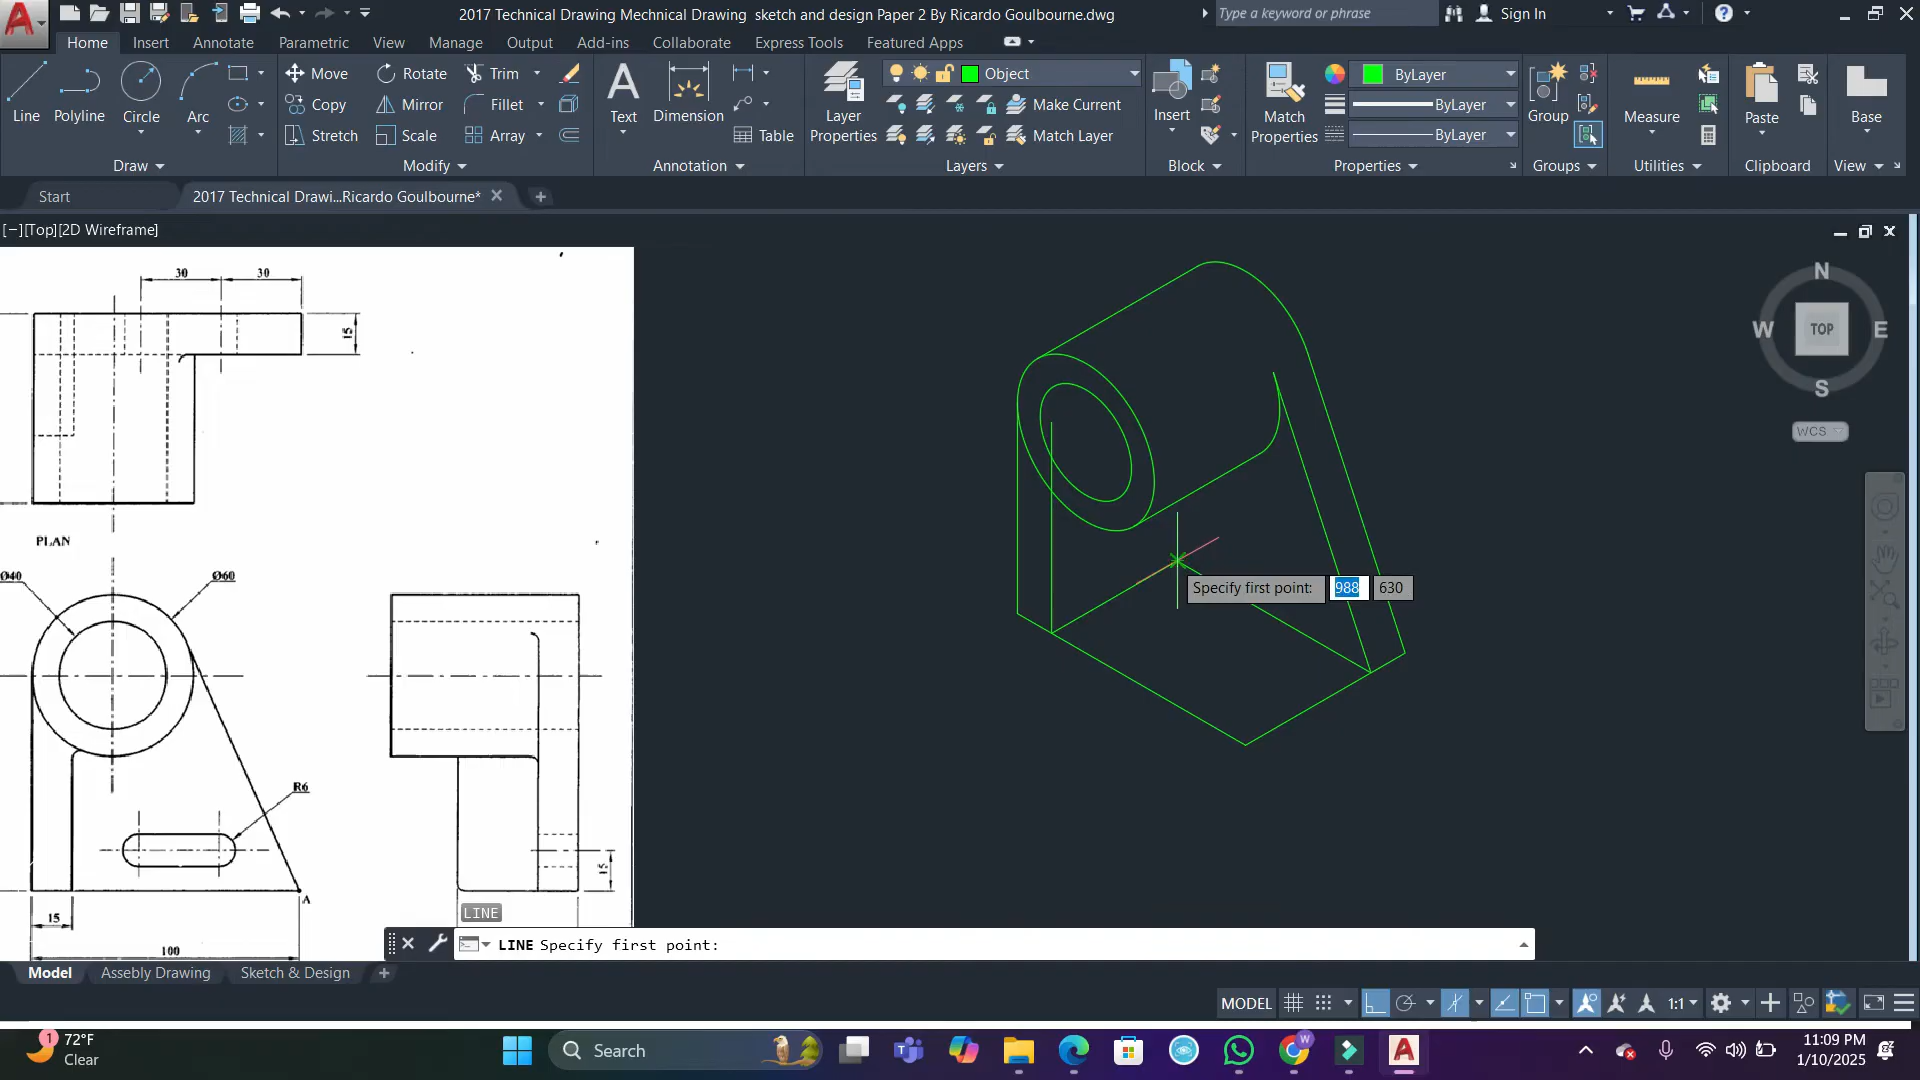 2017 Technical Drawing Mechnical Drawing  sketch and design Paper 2 By Ricardo Goulbourne.dwg
Type a keyword or phrase
Sign In
Home Insert Annotate Parametric View Manage Output Add-ins Collaborate Express Tools Featured Apps
Line Polyline Circle Arc
Move Rotate Trim
Copy Mirror Fillet
Stretch Scale Array
Text Dimension
Table
Layer Properties
Object
Make Current
Match Layer
Insert
Match Properties
ByLayer
ByLayer
ByLayer
Group
Measure
Paste
Base
Draw Modify Annotation Layers Block Properties Groups Utilities Clipboard View
Start
2017 Technical Drawi...Ricardo Goulbourne*
[−][Top][2D Wireframe]
N
W TOP E
S
WCS
30 30
15
PLAN
Ø40 Ø60
R6
A
15
100
15
Specify first point: 988 630
LINE
LINE Specify first point:
Model Assebly Drawing Sketch & Design
MODEL
1:1
1
72°F
Clear
Search
W
11:09 PM
1/10/2025